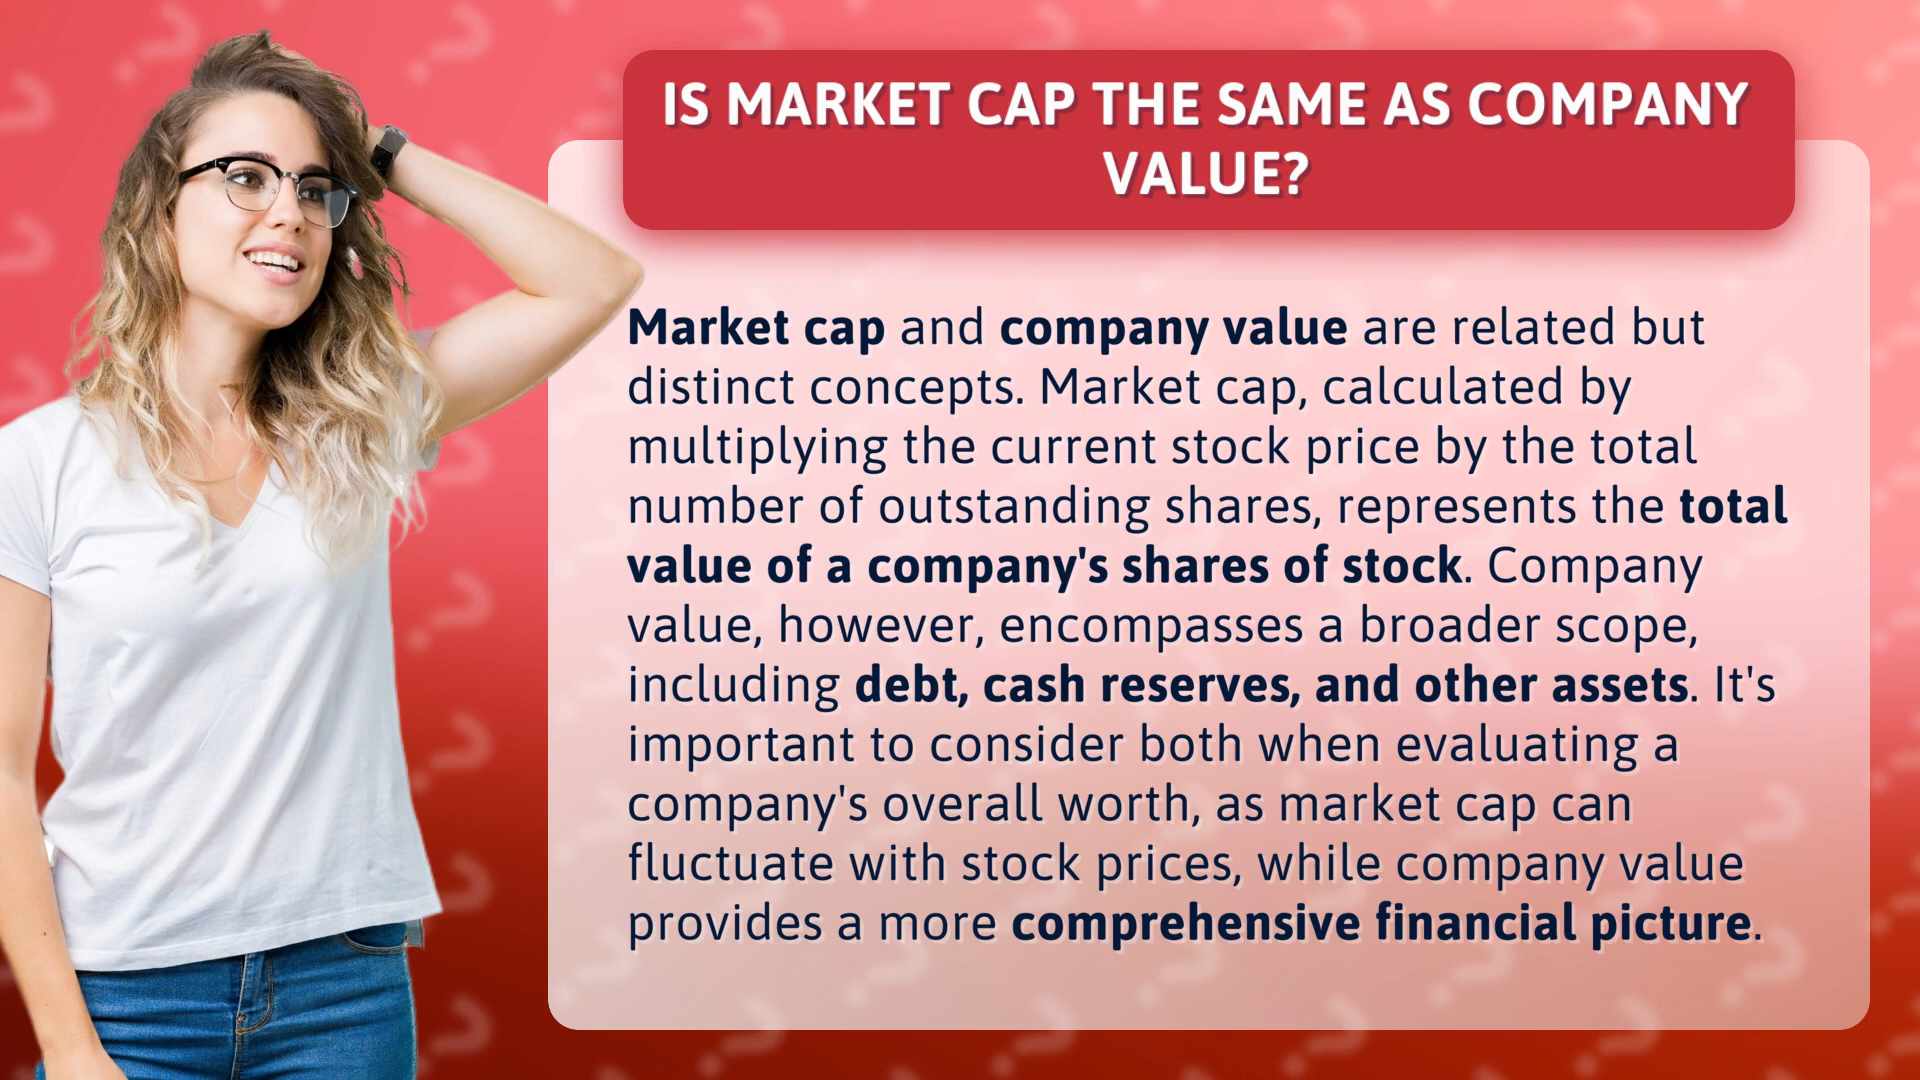 IS MARKET CAP THE SAME AS COMPANY
VALUE?
Market cap and company value are related but
distinct concepts. Market cap, calculated by
multiplying the current stock price by the total
number of outstanding shares, represents the total
value of a company's shares of stock. Company
value, however, encompasses a broader scope,
including debt, cash reserves, and other assets. It's
important to consider both when evaluating a
company's overall worth, as market cap can
fluctuate with stock prices, while company value
provides a more comprehensive financial picture.